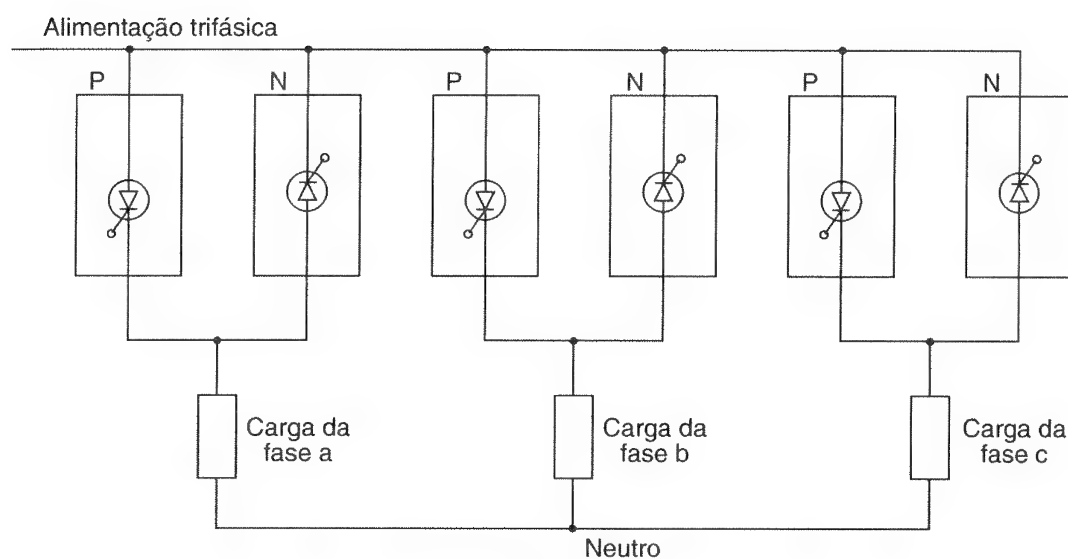 Alimentação trifásica
P
N
P
N
P
N
Carga da
fase a
Carga da
fase b
Carga da
fase c
Neutro